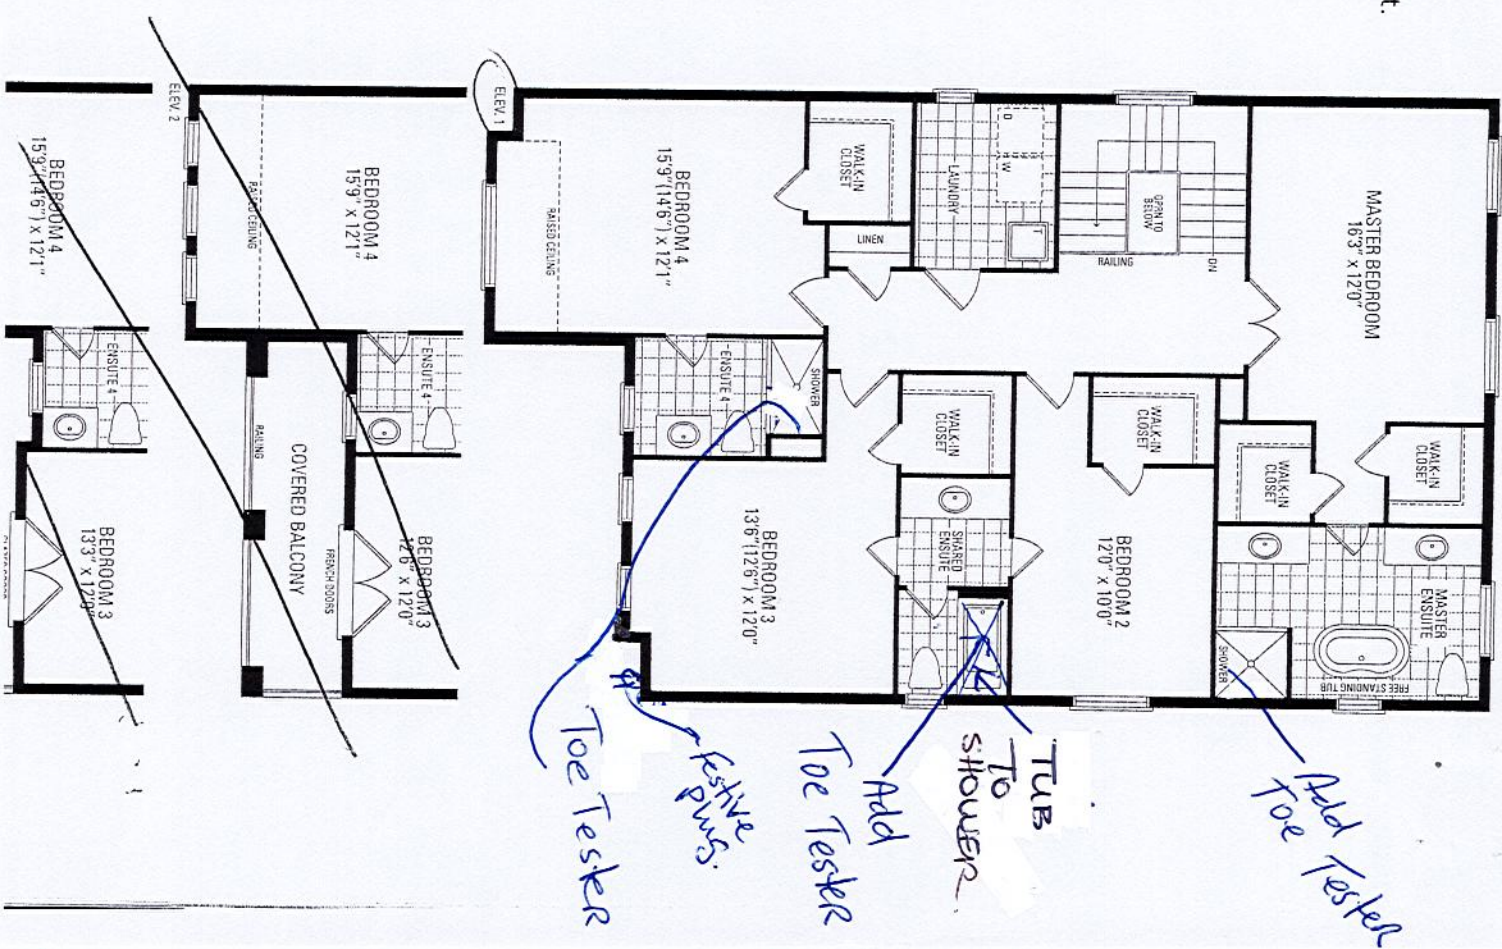 t.
MASTER BEDROOM
16'3" x 12'0"
WALK-IN
CLOSET
WALK-IN
CLOSET
MASTER
ENSUITE
FREE STANDING TUB
SHOWER
Add
Toe Tester
OPEN TO
BELOW
DN
RAILING
D
W
LAUNDRY
WALK-IN
CLOSET
BEDROOM 2
12'0" x 10'0"
TUB
TO
SHOWER
WALK-IN
CLOSET
LINEN
WALK-IN
CLOSET
SHARED
ENSUITE
Add
Toe Tester
SHOWER
ENSUITE 4
BEDROOM 3
13'6"(12'6") x 12'0"
festive
plug.
Toe Tester
BEDROOM 4
15'9"(14'6") x 12'1"
RAISED CEILING
ELEV. 1
BEDROOM 4
15'9" x 12'1"
RAISED CEILING
ELEV. 2
ENSUITE 4
BEDROOM 3
12'6" x 12'0"
FRENCH DOORS
COVERED BALCONY
RAILING
BEDROOM 4
15'9"(14'6") x 12'1"
ENSUITE 4
BEDROOM 3
13'3" x 12'0"